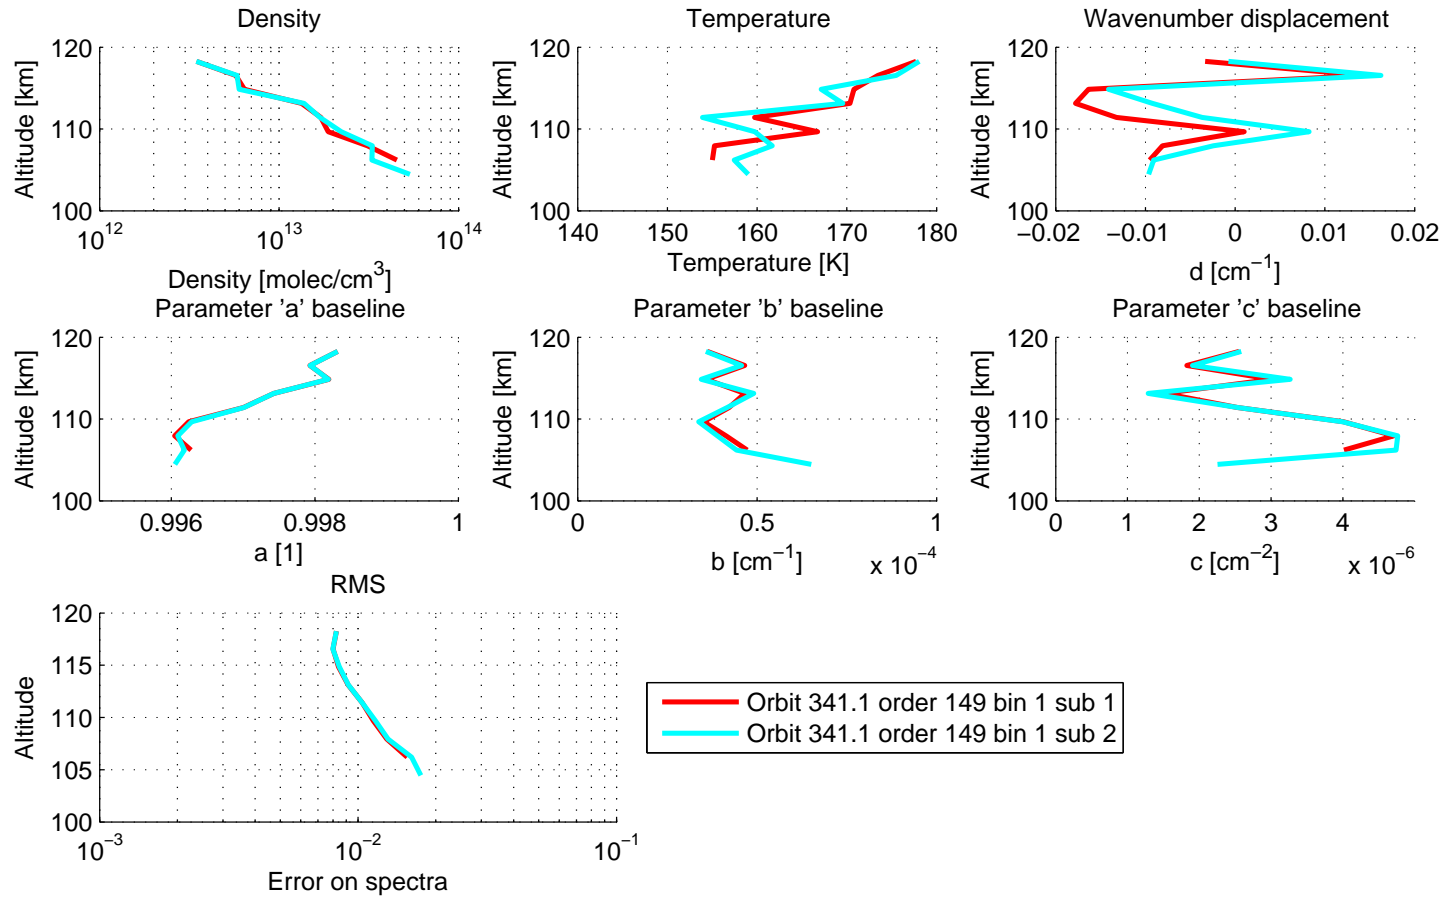 Density
Temperature
Wavenumber displacement
Altitude [km]
120
110
100
10^12
10^13
10^14
Density [molec/cm^3]
Altitude [km]
120
110
100
140
150
160
170
180
Temperature [K]
Altitude [km]
120
110
100
−0.02
−0.01
0
0.01
0.02
d [cm^−1]
Parameter ’a’ baseline
Parameter ’b’ baseline
Parameter ’c’ baseline
Altitude [km]
120
110
100
0.996
0.998
1
a [1]
Altitude [km]
120
110
100
0
0.5
1
b [cm^−1]
x 10^−4
Altitude [km]
120
110
100
0
1
2
3
4
c [cm^−2]
x 10^−6
RMS
Altitude
120
115
110
105
100
10^−3
10^−2
10^−1
Error on spectra
Orbit 341.1 order 149 bin 1 sub 1
Orbit 341.1 order 149 bin 1 sub 2